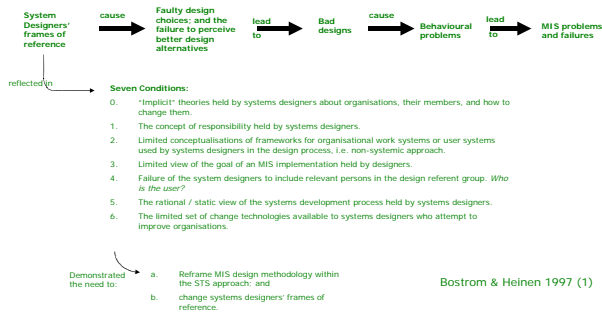 System
Designers'
frames of
reference
cause
Faulty design
choices; and the
failure to perceive
better design
alternatives
lead
to
Bad
designs
cause
Behavioural
problems
lead
to
MIS problems
and failures
reflected in
Seven Conditions:
0. "Implicit" theories held by systems designers about organisations, their members, and how to
change them.
1. The concept of responsibility held by systems designers.
2. Limited conceptualisations of frameworks for organisational work systems or user systems
used by systems designers in the design process, i.e. non-systemic approach.
3. Limited view of the goal of an MIS implementation held by designers.
4. Failure of the system designers to include relevant persons in the design referent group. Who
is the user?
5. The rational / static view of the systems development process held by systems designers.
6. The limited set of change technologies available to systems designers who attempt to
improve organisations.
Demonstrated
the need to:
a. Reframe MIS design methodology within
the STS approach: and
b. change systems designers' frames of
reference.
Bostrom & Heinen 1997 (1)